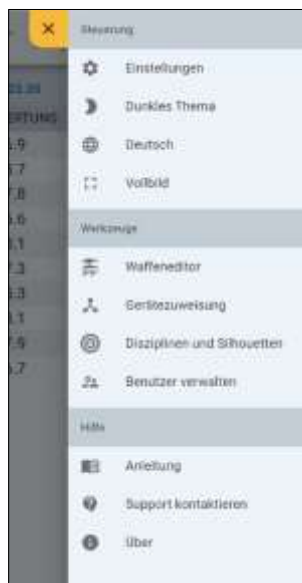 Steuerung
Einstellungen
Dunkles Thema
Deutsch
Vollbild
Werkzeuge
Waffeneditor
Gerätezuweisung
Disziplinen und Silhouetten
Benutzer verwalten
Hilfe
Anleitung
Support kontaktieren
Über